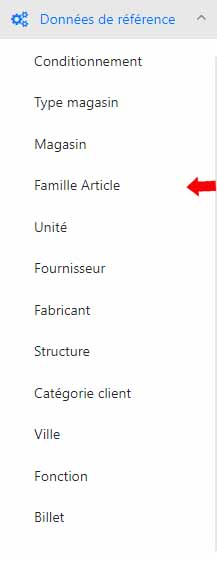 Données de référence
Conditionnement
Type magasin
Magasin
Famille Article
Unité
Fournisseur
Fabricant
Structure
Catégorie client
Ville
Fonction
Billet